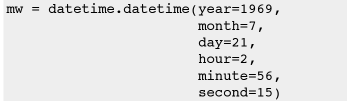 mw = datetime.datetime(year=1969,
                       month=7,
                       day=21,
                       hour=2,
                       minute=56,
                       second=15)